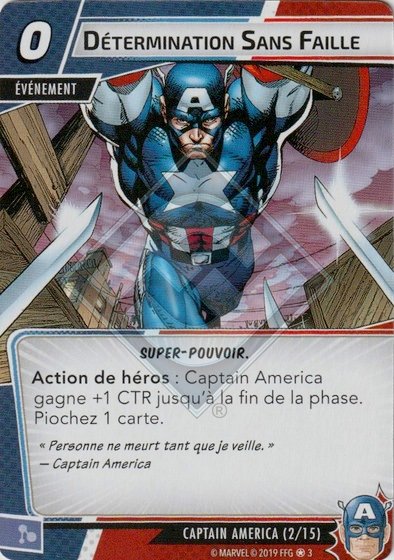 0
DÉTERMINATION SANS FAILLE
ÉVÉNEMENT
SUPER-POUVOIR.
Action de héros : Captain America
gagne +1 CTR jusqu'à la fin de la phase.
Piochez 1 carte.
« Personne ne meurt tant que je veille. »
— Captain America
A
CAPTAIN AMERICA (2/15)
© MARVEL © 2019 FFG 3
®